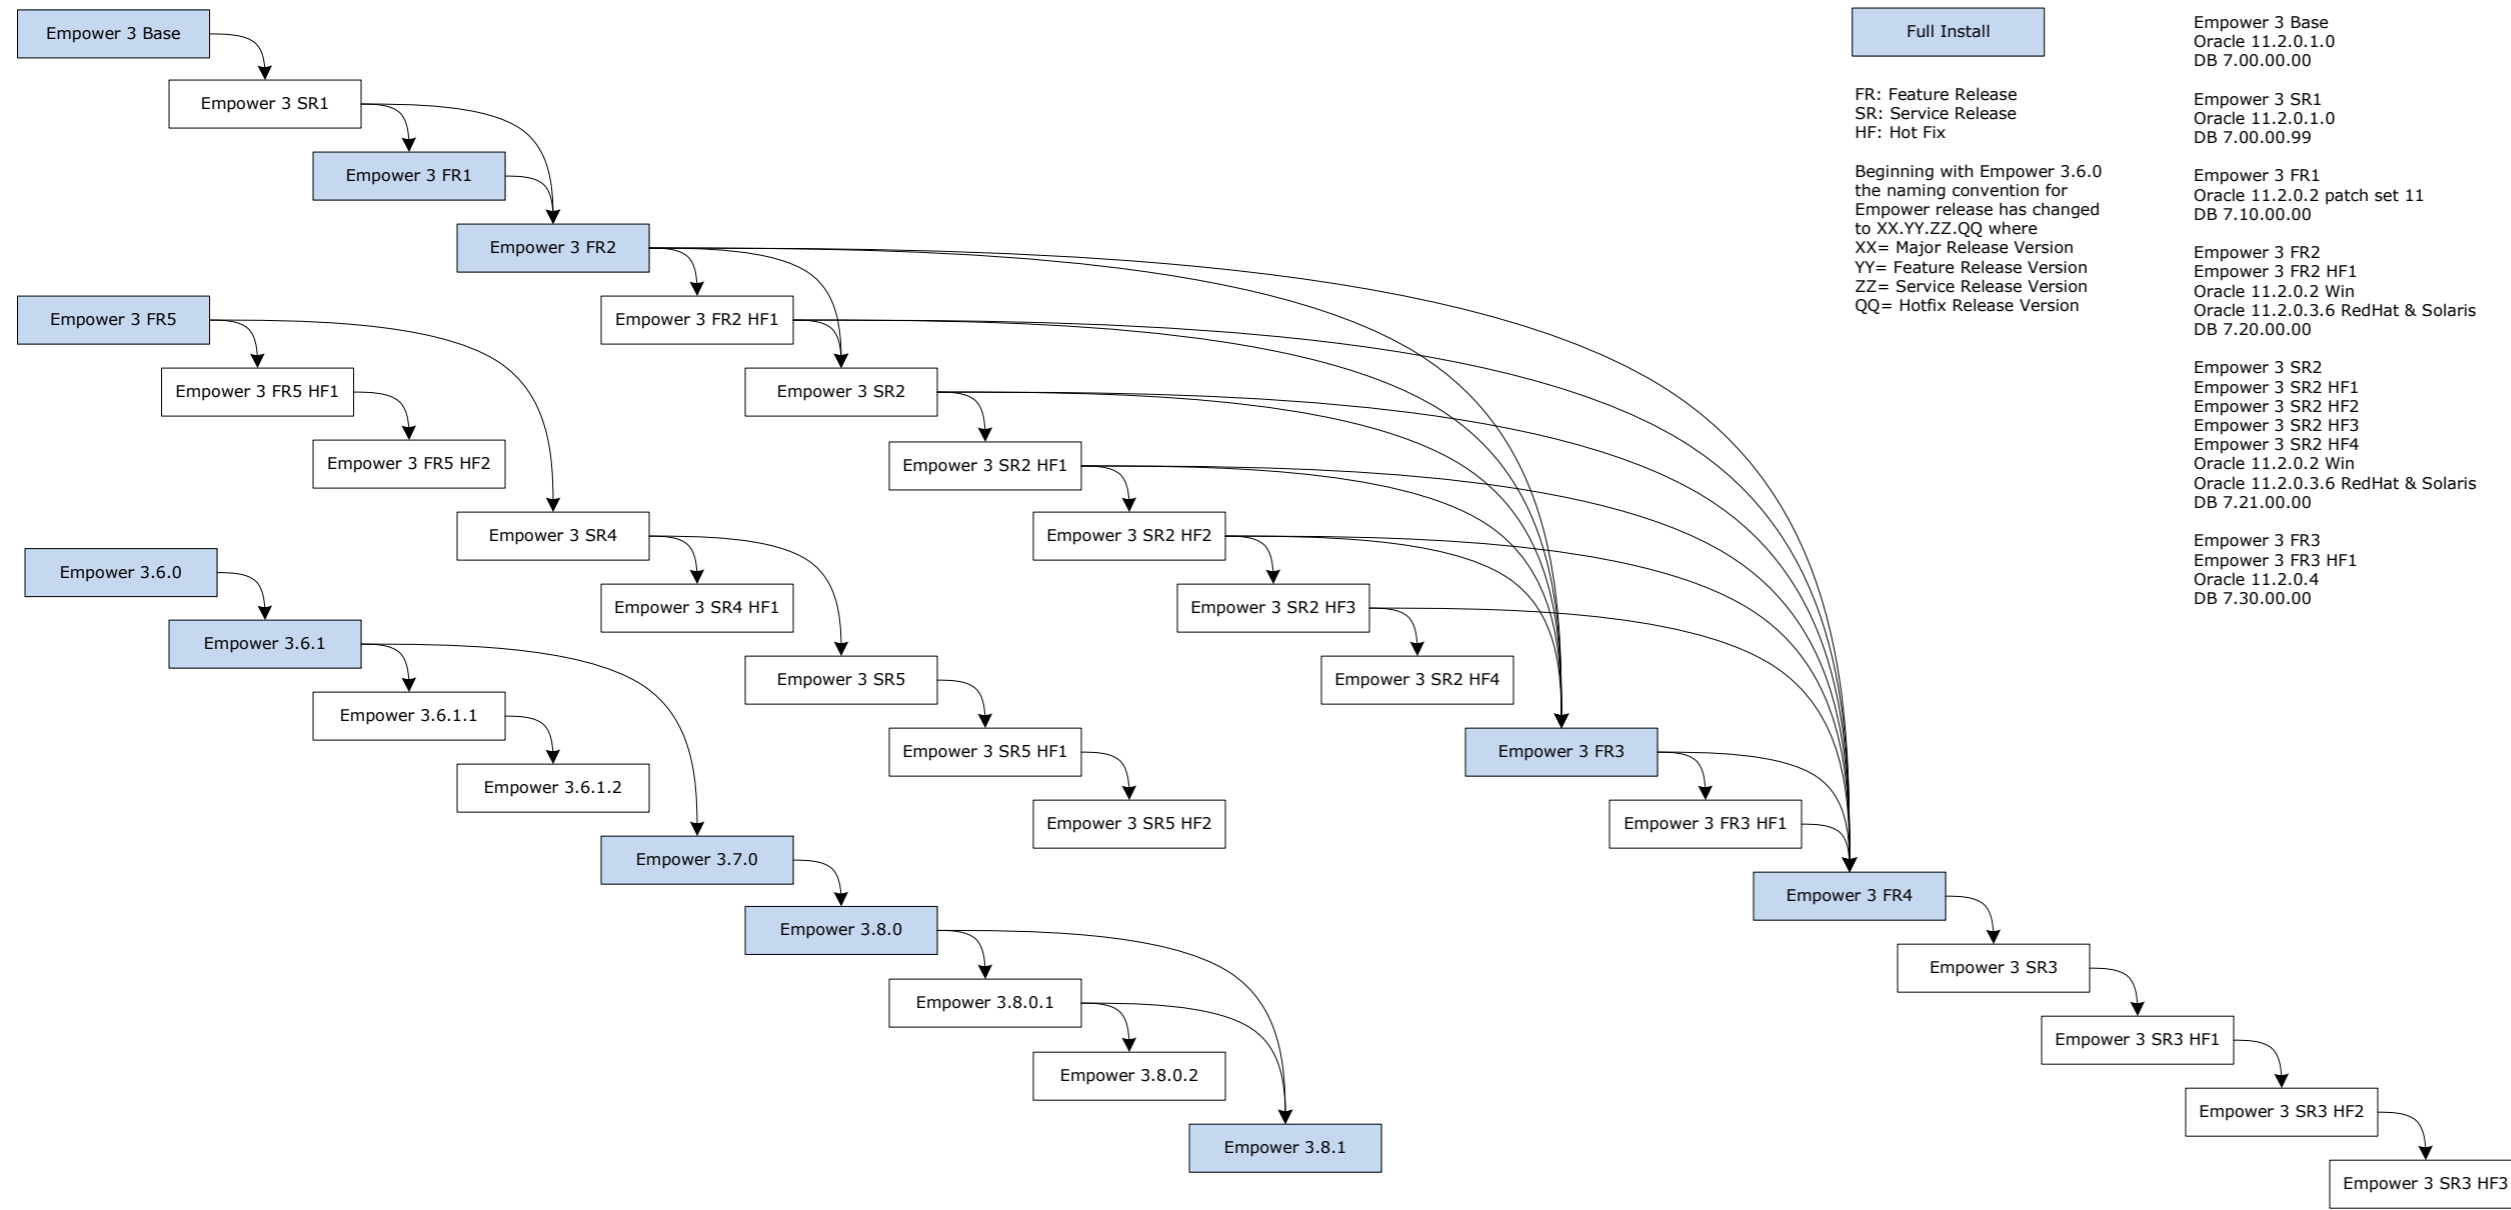 Empower 3 Base
Empower 3 SR1
Empower 3 FR1
Empower 3 FR2
Empower 3 FR5
Empower 3 FR2 HF1
Empower 3 FR5 HF1
Empower 3 SR2
Empower 3 FR5 HF2
Empower 3 SR2 HF1
Empower 3 SR4
Empower 3 SR2 HF2
Empower 3.6.0
Empower 3 SR4 HF1
Empower 3 SR2 HF3
Empower 3.6.1
Empower 3 SR5
Empower 3 SR2 HF4
Empower 3.6.1.1
Empower 3 SR5 HF1
Empower 3 FR3
Empower 3.6.1.2
Empower 3 SR5 HF2
Empower 3 FR3 HF1
Empower 3.7.0
Empower 3 FR4
Empower 3.8.0
Empower 3 SR3
Empower 3.8.0.1
Empower 3 SR3 HF1
Empower 3.8.0.2
Empower 3 SR3 HF2
Empower 3.8.1
Empower 3 SR3 HF3
Full Install
FR: Feature Release
SR: Service Release
HF: Hot Fix
Beginning with Empower 3.6.0
the naming convention for
Empower release has changed
to XX.YY.ZZ.QQ where
XX= Major Release Version
YY= Feature Release Version
ZZ= Service Release Version
QQ= Hotfix Release Version
Empower 3 Base
Oracle 11.2.0.1.0
DB 7.00.00.00
Empower 3 SR1
Oracle 11.2.0.1.0
DB 7.00.00.99
Empower 3 FR1
Oracle 11.2.0.2 patch set 11
DB 7.10.00.00
Empower 3 FR2
Empower 3 FR2 HF1
Oracle 11.2.0.2 Win
Oracle 11.2.0.3.6 RedHat & Solaris
DB 7.20.00.00
Empower 3 SR2
Empower 3 SR2 HF1
Empower 3 SR2 HF2
Empower 3 SR2 HF3
Empower 3 SR2 HF4
Oracle 11.2.0.2 Win
Oracle 11.2.0.3.6 RedHat & Solaris
DB 7.21.00.00
Empower 3 FR3
Empower 3 FR3 HF1
Oracle 11.2.0.4
DB 7.30.00.00